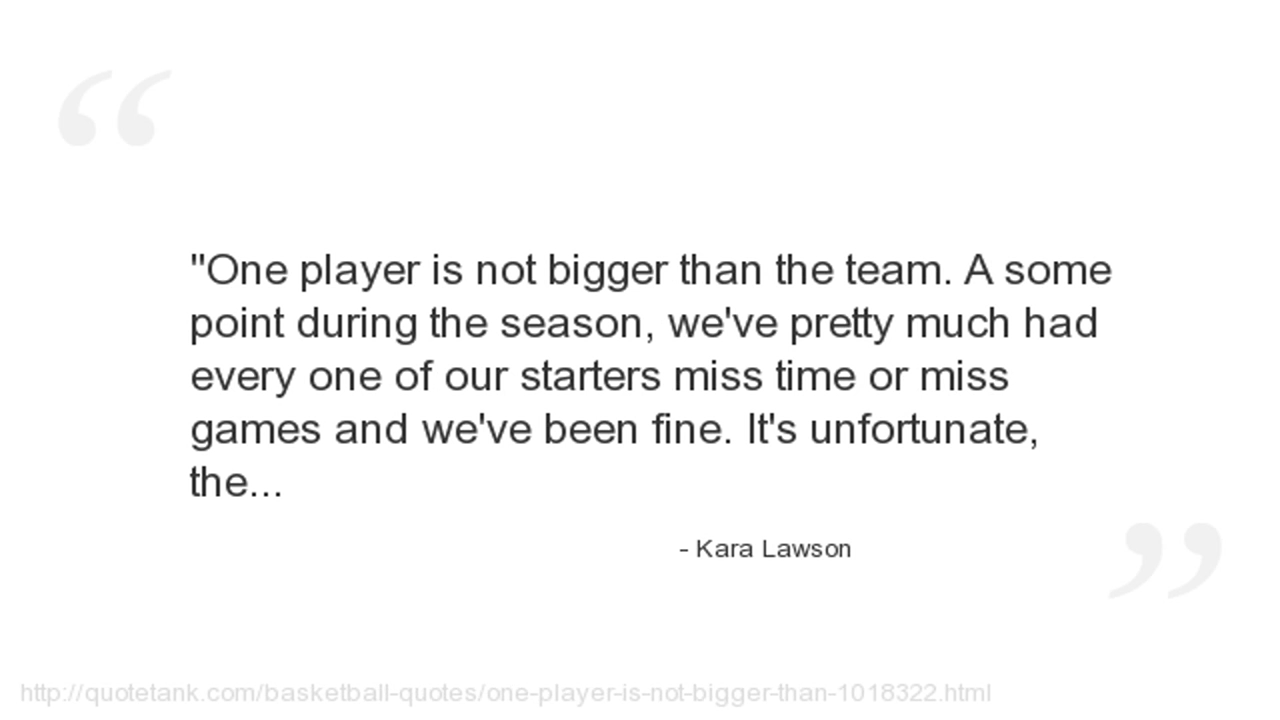 "One player is not bigger than the team. A some
point during the season, we've pretty much had
every one of our starters miss time or miss
games and we've been fine. It's unfortunate,
the...
- Kara Lawson
http://quotetank.com/basketball-quotes/one-player-is-not-bigger-than-1018322.html